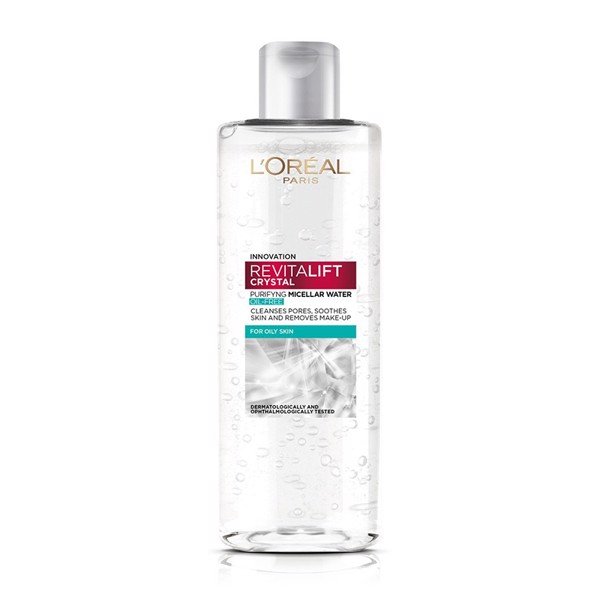 L'ORÉAL
PARIS
INNOVATION
REVITALIFT
CRYSTAL
PURIFYNG MICELLAR WATER
OIL-FREE
CLEANSES PORES, SOOTHES
SKIN AND REMOVES MAKE-UP
FOR OILY SKIN
DERMATOLOGICALLY AND
OPHTHALMOLOGICALLY TESTED